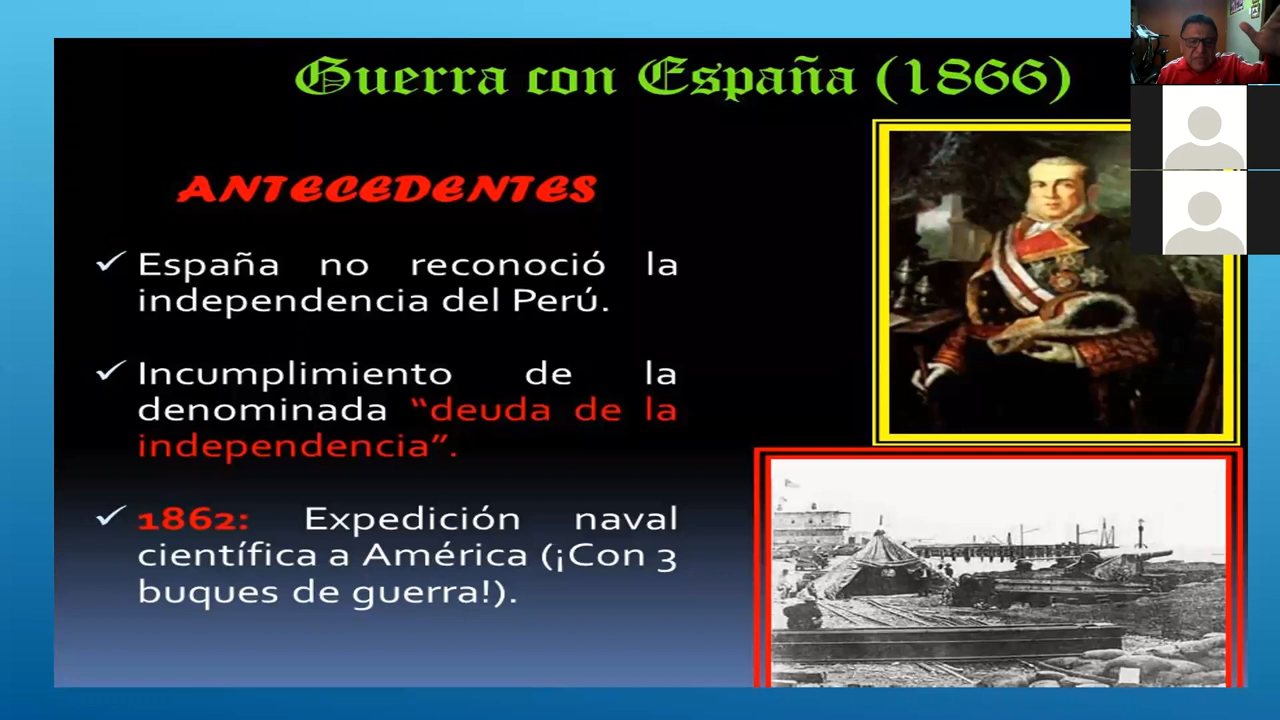 Guerra con España (1866)
ANTECEDENTES
España no reconoció la
independencia del Perú.
Incumplimiento de la
denominada “deuda de la
independencia”.
1862: Expedición naval
científica a América (¡Con 3
buques de guerra!).